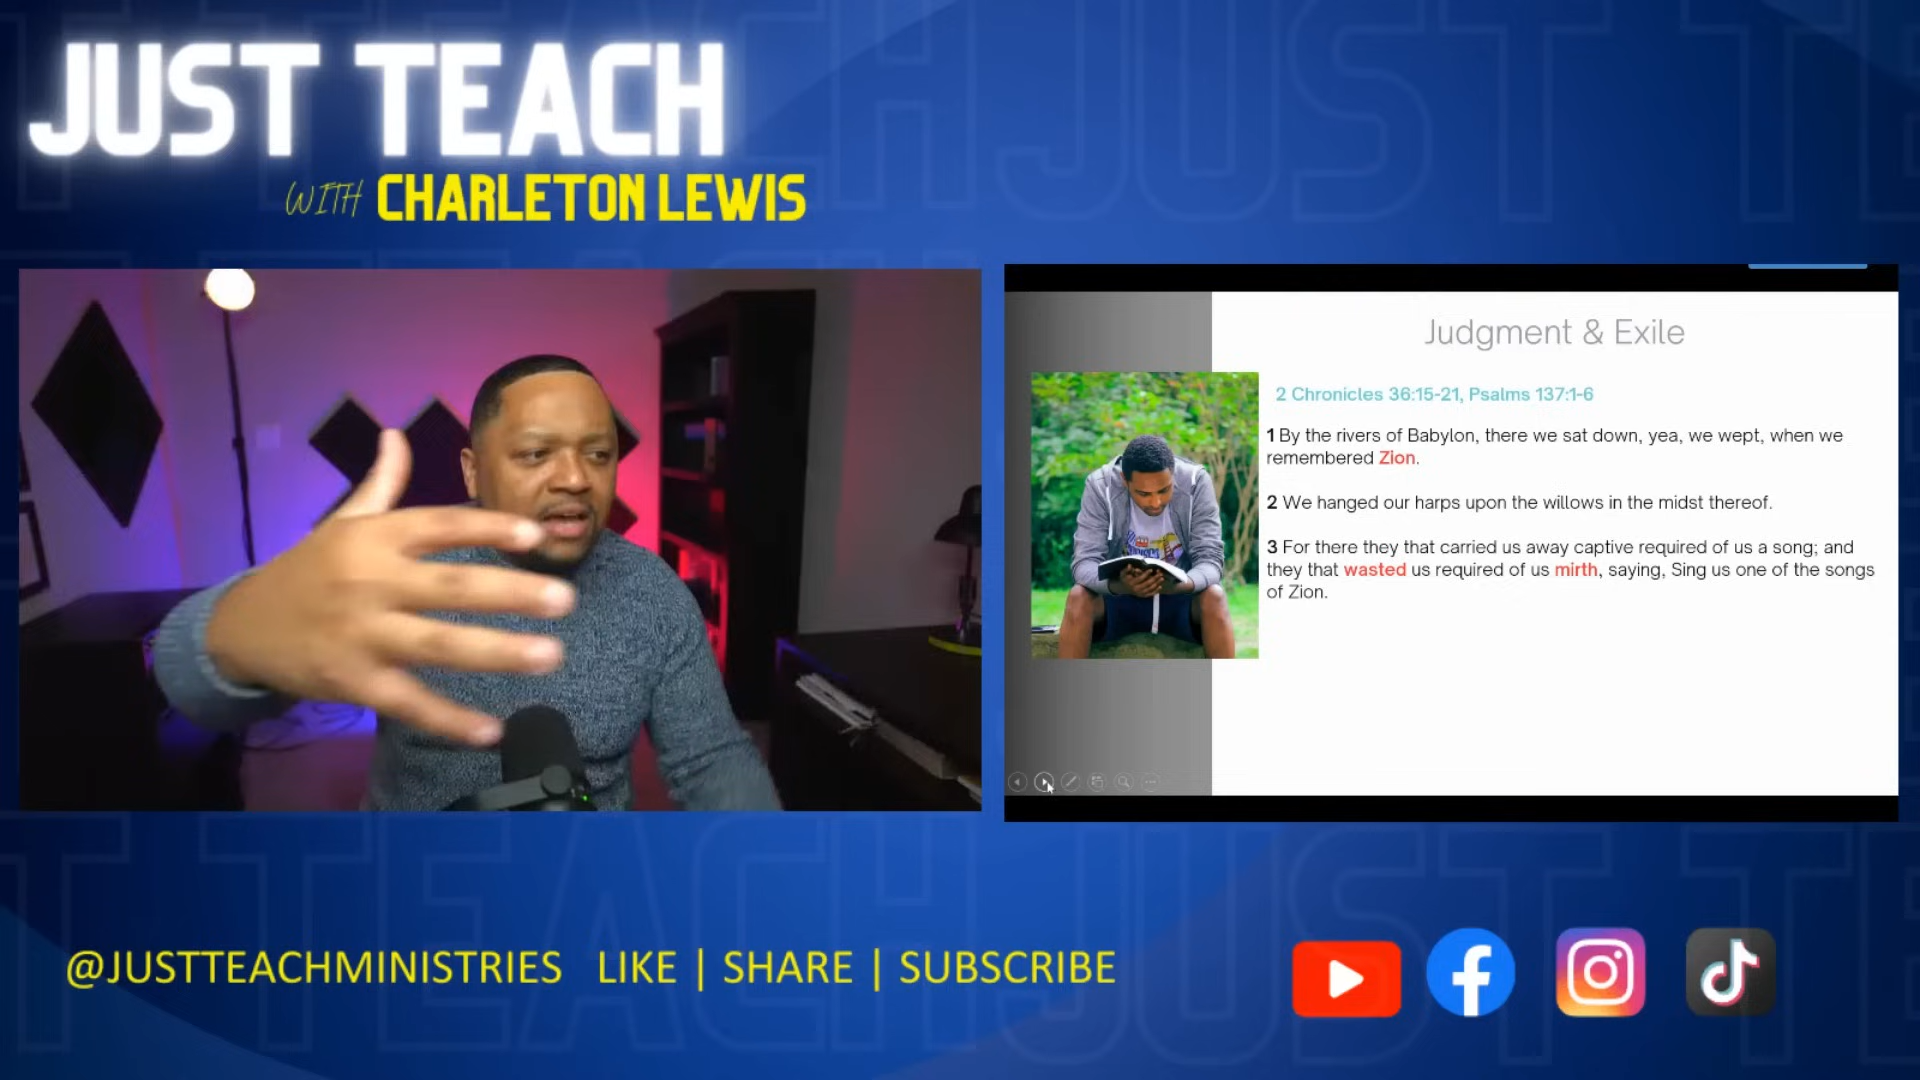 JUST TEACH
WITH CHARLETON LEWIS
Judgment & Exile
2 Chronicles 36:15-21, Psalms 137:1-6
1 By the rivers of Babylon, there we sat down, yea, we wept, when we
remembered Zion.
2 We hanged our harps upon the willows in the midst thereof.
3 For there they that carried us away captive required of us a song; and
they that wasted us required of us mirth, saying, Sing us one of the songs
of Zion.
@JUSTTEACHMINISTRIES LIKE | SHARE | SUBSCRIBE